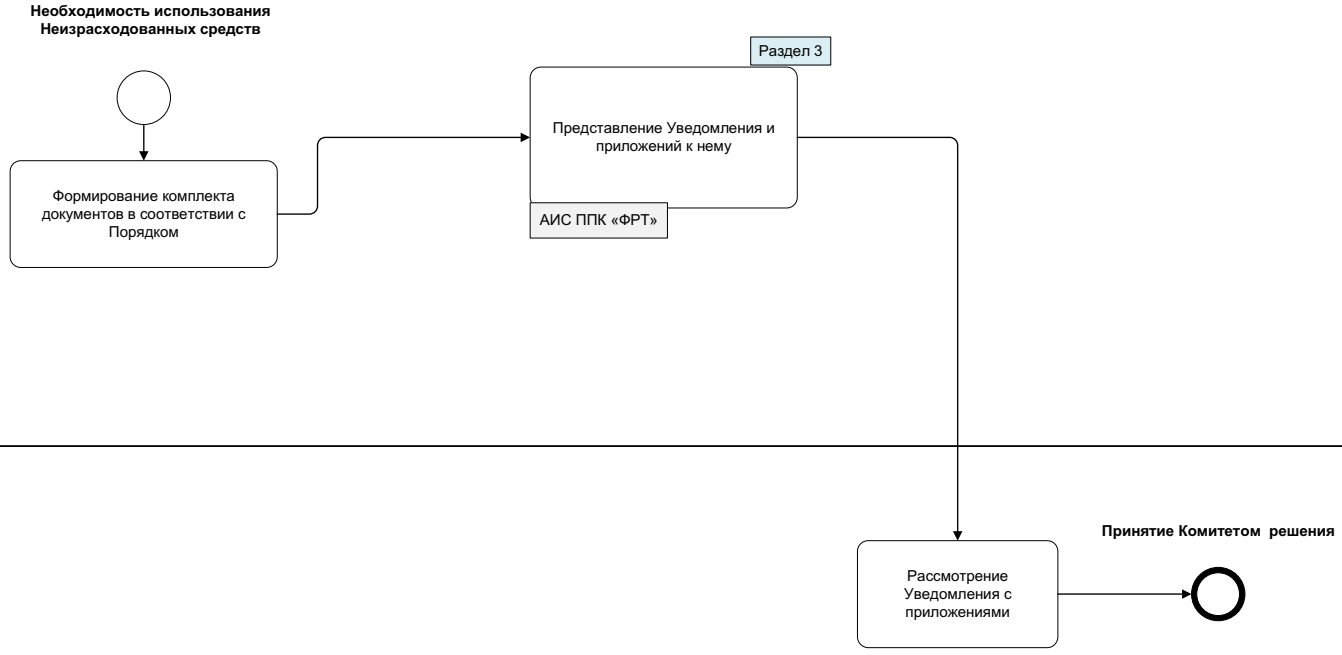 Необходимость использования
Неизрасходованных средств
Раздел 3
Представление Уведомления и
приложений к нему
АИС ППК «ФРТ»
Формирование комплекта
документов в соответствии с
Порядком
Принятие Комитетом решения
Рассмотрение
Уведомления с
приложениями